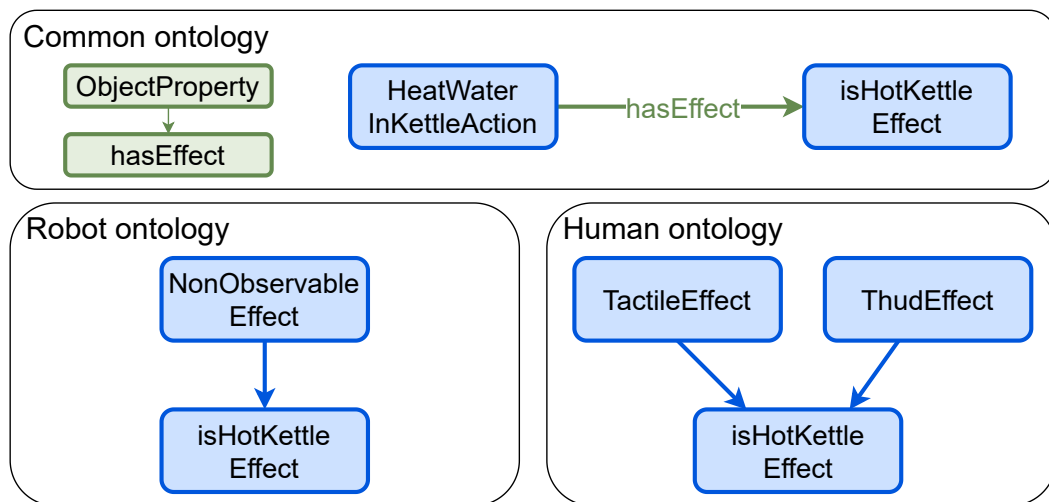 Common ontology
ObjectProperty
hasEffect
HeatWater
InKettleAction
hasEffect
isHotKettle
Effect
Robot ontology
NonObservable
Effect
isHotKettle
Effect
Human ontology
TactileEffect
ThudEffect
isHotKettle
Effect